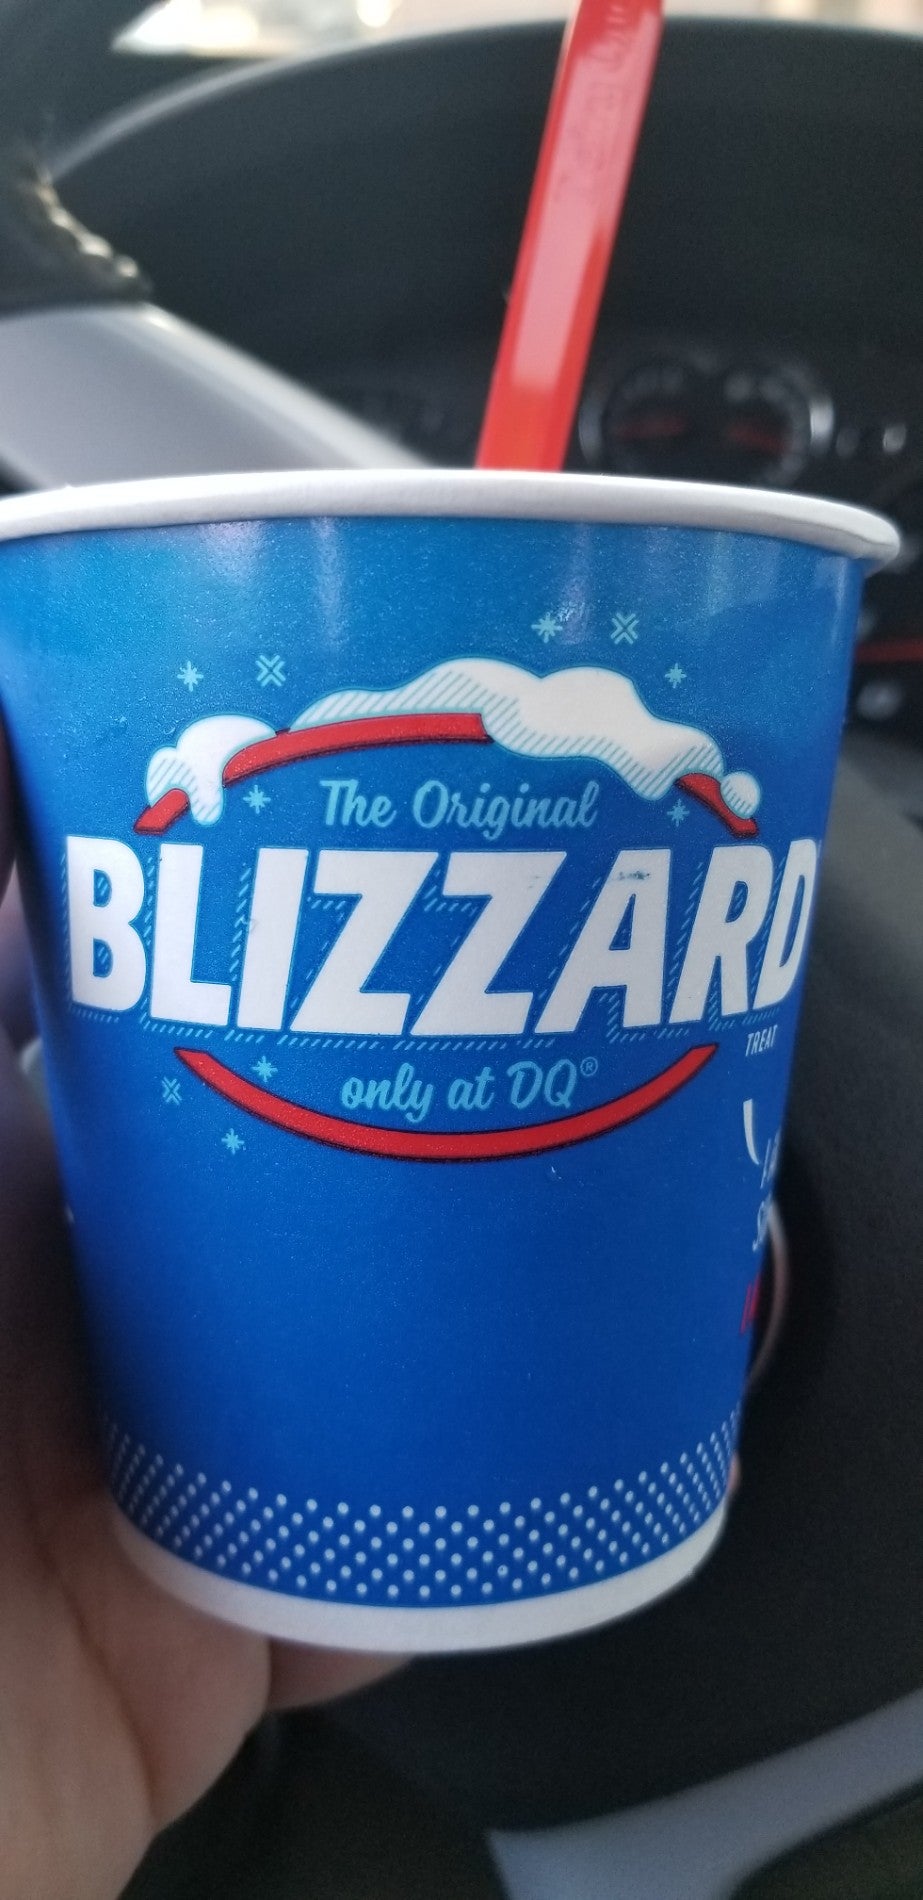 The Original
BLIZZARD
TREAT
only at DQ®